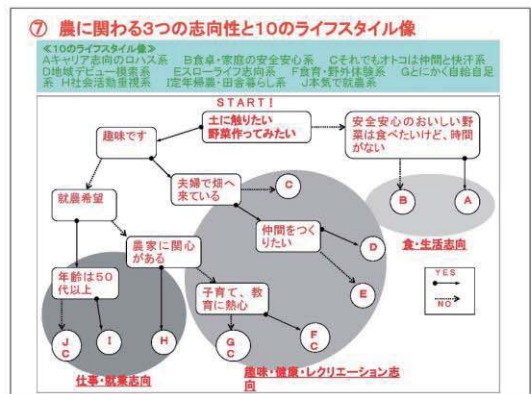 ⑦ 農に関わる3つの志向性と10のライフスタイル像
≪10のライフスタイル像≫
Aキャリア志向のロハス系 B食卓・家庭の安全安心系 Cそれでもオトコは仲間と快汗系
D地域デビュー模索系 Eスローライフ志向系 F食育・野外体験系 Gとにかく自給自足
系 H社会活動重視系 I定年帰農・田舎暮らし系 J本気で就農系
START!
土に触りたい
野菜作ってみたい
趣味です
安全安心のおいしい野
菜は食べたいけど、時間
がない
夫婦で畑へ
来ている
C
就農希望
B
A
仲間をつく
りたい
食・生活志向
農家に関心
がある
D
年齢は50
代以上
子育て、教
育に熱心
E
YES
NO
J
C
I
H
G
C
F
C
仕事・就業志向
趣味・健康・レクリエーション志
向